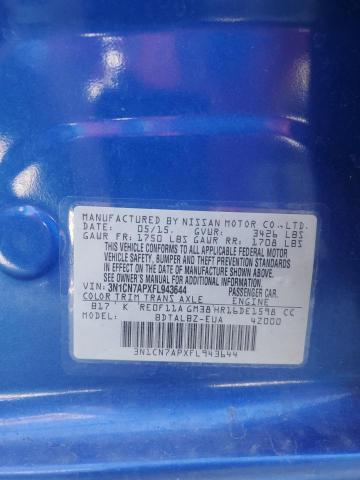 MANUFACTURED BY NISSAN MOTOR CO.,LTD.
DATE: 05/15. GVWR: 3426 LBS
GAWR FR: 1750 LBS GAWR RR: 1708 LBS
THIS VEHICLE CONFORMS TO ALL APPLICABLE
FEDERAL MOTOR VEHICLE SAFETY, BUMPER AND THEFT PREVENTION STANDARDS
IN EFFECT ON THE DATE OF MANUFACTURE SHOWN ABOVE.
SEE OWNER'S MANUAL FOR ADDITIONAL INFORMATION.
VIN: 3N1CN7APXFL943644 PASSENGER CAR
COLOR TRIM TRANS AXLE ENGINE
B17 K RE0F11A GM38 HR16DE1598 CC
BDTALBZ-EUA 42000
3N1CN7APXFL943644